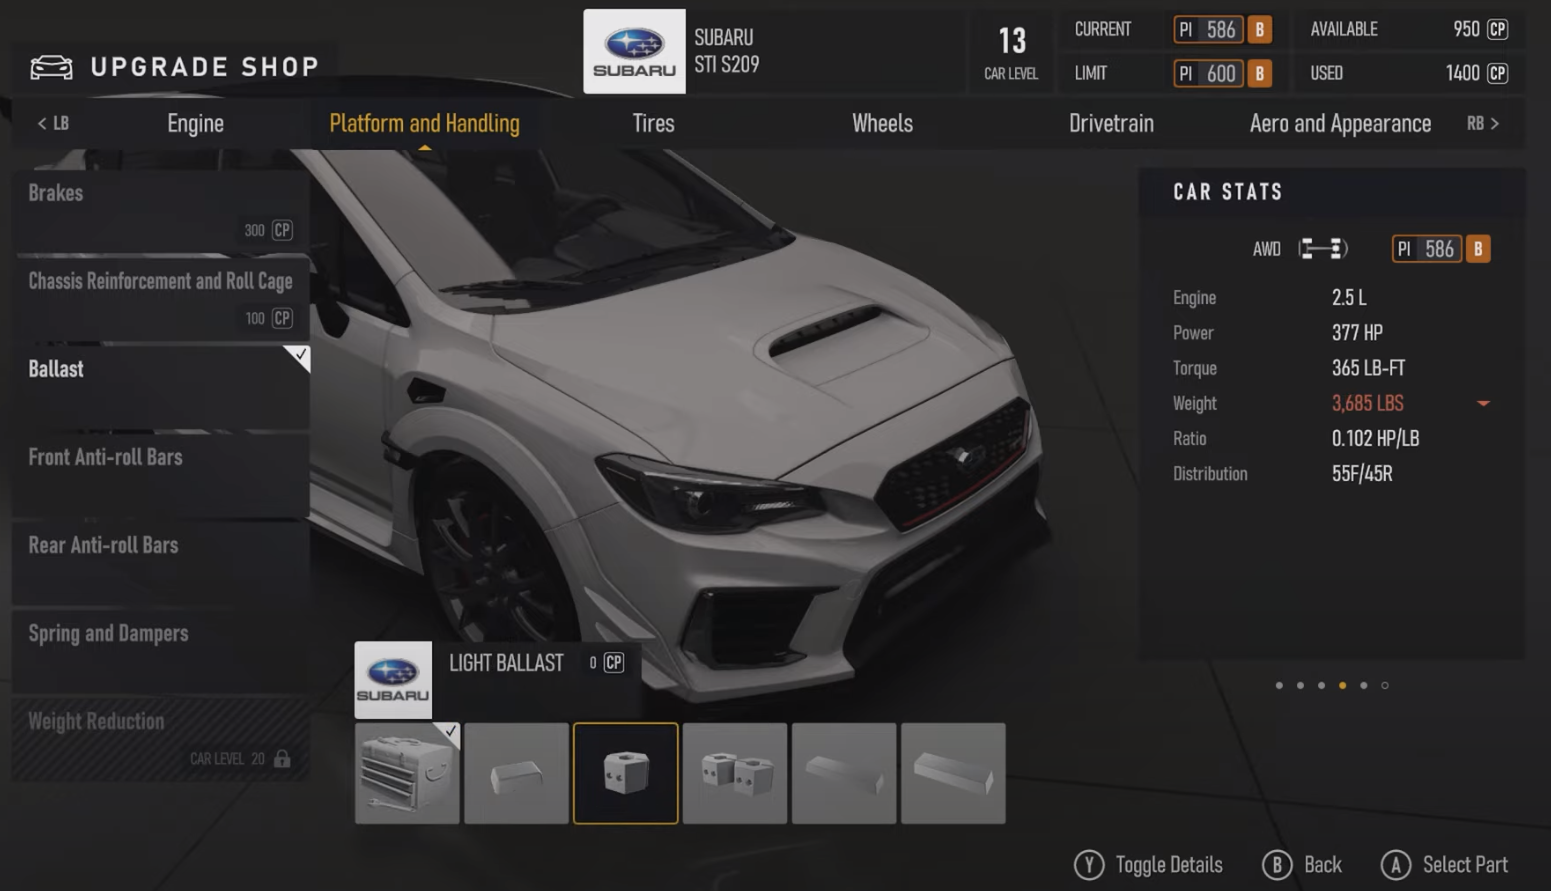 UPGRADE SHOP
SUBARU
SUBARU
STI S209
13
CAR LEVEL
CURRENT PI 586 B
LIMIT PI 600 B
AVAILABLE 950 CP
USED 1400 CP
< LB
Engine
Platform and Handling
Tires
Wheels
Drivetrain
Aero and Appearance
RB >
Brakes
300 CP
Chassis Reinforcement and Roll Cage
100 CP
Ballast
Front Anti-roll Bars
Rear Anti-roll Bars
Spring and Dampers
Weight Reduction
CAR LEVEL 20
CAR STATS
AWD PI 586 B
Engine 2.5 L
Power 377 HP
Torque 365 LB-FT
Weight 3,685 LBS
Ratio 0.102 HP/LB
Distribution 55F/45R
SUBARU
LIGHT BALLAST 0 CP
Y Toggle Details
B Back
A Select Part